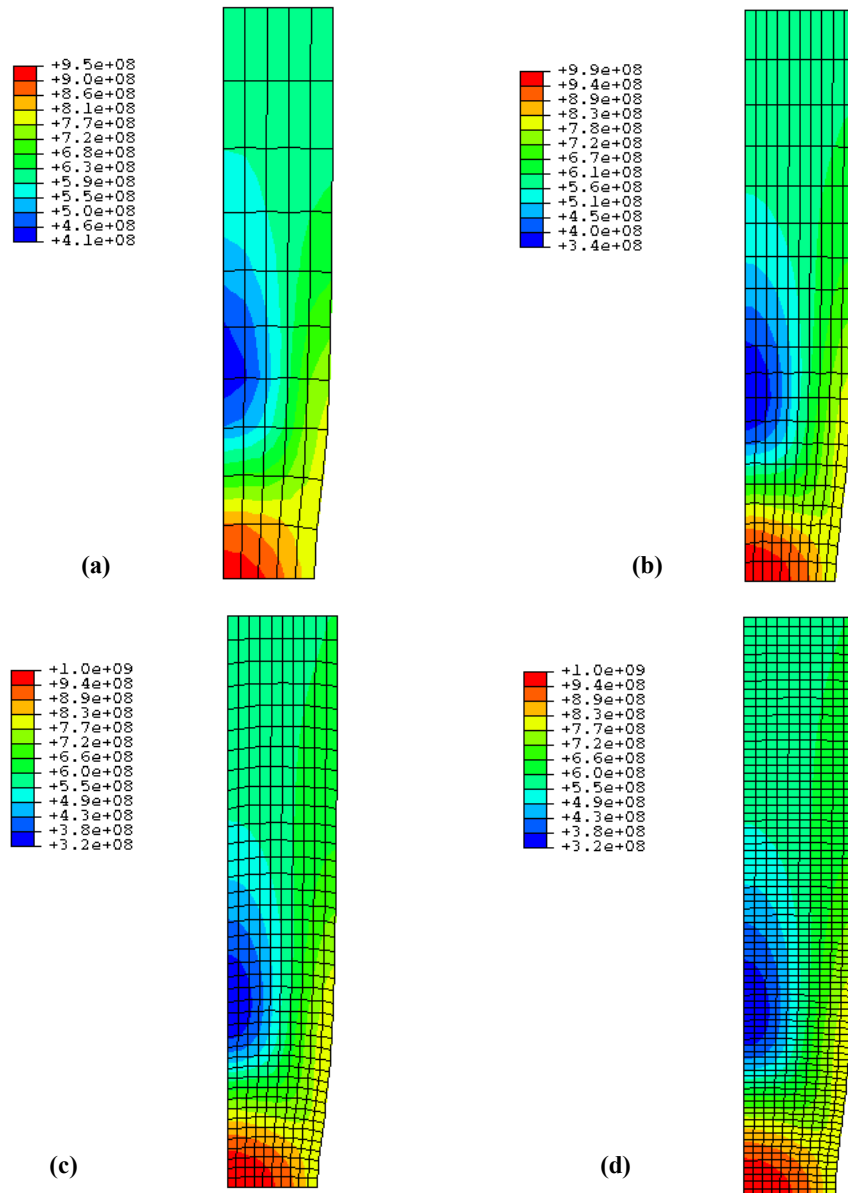 +9.5e+08
+9.0e+08
+8.6e+08
+8.1e+08
+7.7e+08
+7.2e+08
+6.8e+08
+6.3e+08
+5.9e+08
+5.5e+08
+5.0e+08
+4.6e+08
+4.1e+08
(a)
+9.9e+08
+9.4e+08
+8.9e+08
+8.3e+08
+7.8e+08
+7.2e+08
+6.7e+08
+6.1e+08
+5.6e+08
+5.1e+08
+4.5e+08
+4.0e+08
+3.4e+08
(b)
+1.0e+09
+9.4e+08
+8.9e+08
+8.3e+08
+7.7e+08
+7.2e+08
+6.6e+08
+6.0e+08
+5.5e+08
+4.9e+08
+4.3e+08
+3.8e+08
+3.2e+08
(c)
+1.0e+09
+9.4e+08
+8.9e+08
+8.3e+08
+7.7e+08
+7.2e+08
+6.6e+08
+6.0e+08
+5.5e+08
+4.9e+08
+4.3e+08
+3.8e+08
+3.2e+08
(d)